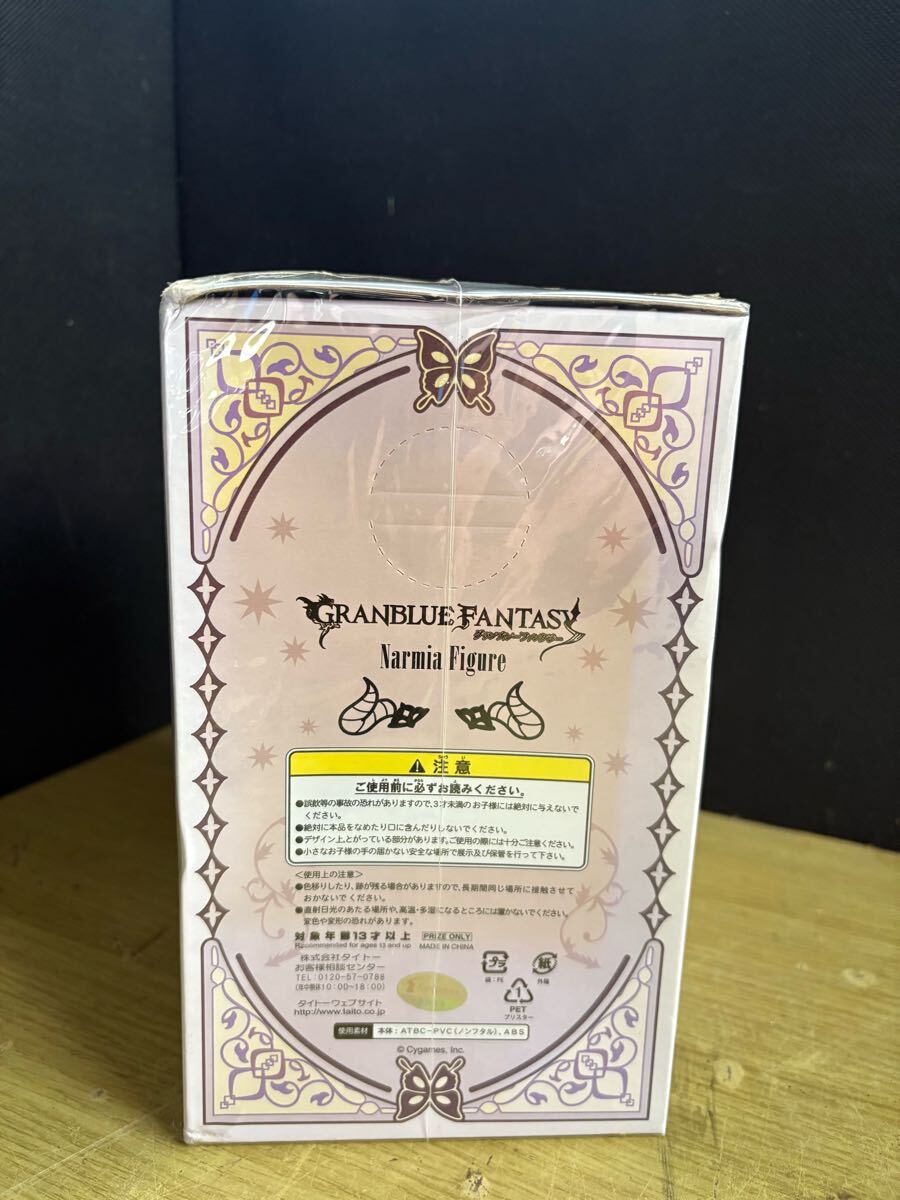 GRANBLUE FANTASY
グランブルーファンタジー
Narmia Figure
注意
ご使用前に必ずお読みください。
●誤飲等の事故の恐れがありますので、3才未満のお子様には絶対に与えないで
ください。
●絶対に本品をなめたり口に含んだりしないでください。
●デザイン上、とがっている部分があります。ご使用の際には十分ご注意ください。
●小さなお子様の手の届かない安全な場所で展示及び保管を行って下さい。
＜使用上の注意＞
●色移りしたり、跡が残る場合がありますので、長期間同じ場所に接触させて
おかないでください。
●直射日光のあたる場所や、高温・多湿になるところには置かないでください。
変色や変形の恐れがあります。
対象年齢13才以上 PRIZE ONLY
Recommended for ages 13 and up MADE IN CHINA
株式会社タイトー
お客様相談センター
TEL:0120-57-0788
(年中無休10:00~18:00)
タイトーウェブサイト
http://www.taito.co.jp
プラ
袋:PE
紙
外箱
1
PET
ブリスター
使用素材 本体:ATBC-PVC(ノンフタル)、ABS
© Cygames, Inc.